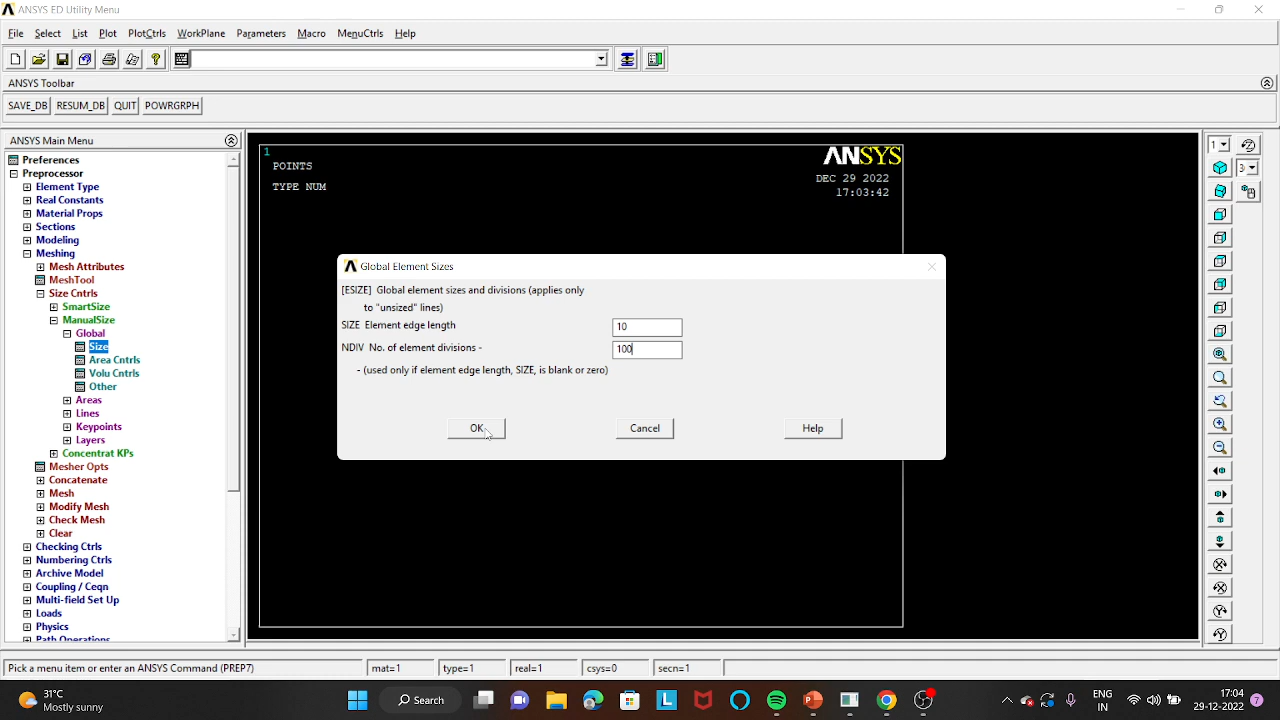 ANSYS ED Utility Menu
File Select List Plot PlotCtrls WorkPlane Parameters Macro MenuCtrls Help
ANSYS Toolbar
SAVE_DB RESUM_DB QUIT POWRGRPH
ANSYS Main Menu
Preferences
Preprocessor
Element Type
Real Constants
Material Props
Sections
Modeling
Meshing
Mesh Attributes
MeshTool
Size Cntrls
SmartSize
ManualSize
Global
Size
Area Cntrls
Volu Cntrls
Other
Areas
Lines
Keypoints
Layers
Concentrat KPs
Mesher Opts
Concatenate
Mesh
Modify Mesh
Check Mesh
Clear
Checking Ctrls
Numbering Ctrls
Archive Model
Coupling / Ceqn
Multi-field Set Up
Loads
Physics
Path Operations
1
POINTS
TYPE NUM
ANSYS
DEC 29 2022
17:03:42
Global Element Sizes
[ESIZE] Global element sizes and divisions (applies only
to "unsized" lines)
SIZE Element edge length 10
NDIV No. of element divisions - 100
- (used only if element edge length, SIZE, is blank or zero)
OK Cancel Help
1
3
Pick a menu item or enter an ANSYS Command (PREP7) mat=1 type=1 real=1 csys=0 secn=1
31°C
Mostly sunny
Search
ENG
IN
17:04
29-12-2022
7